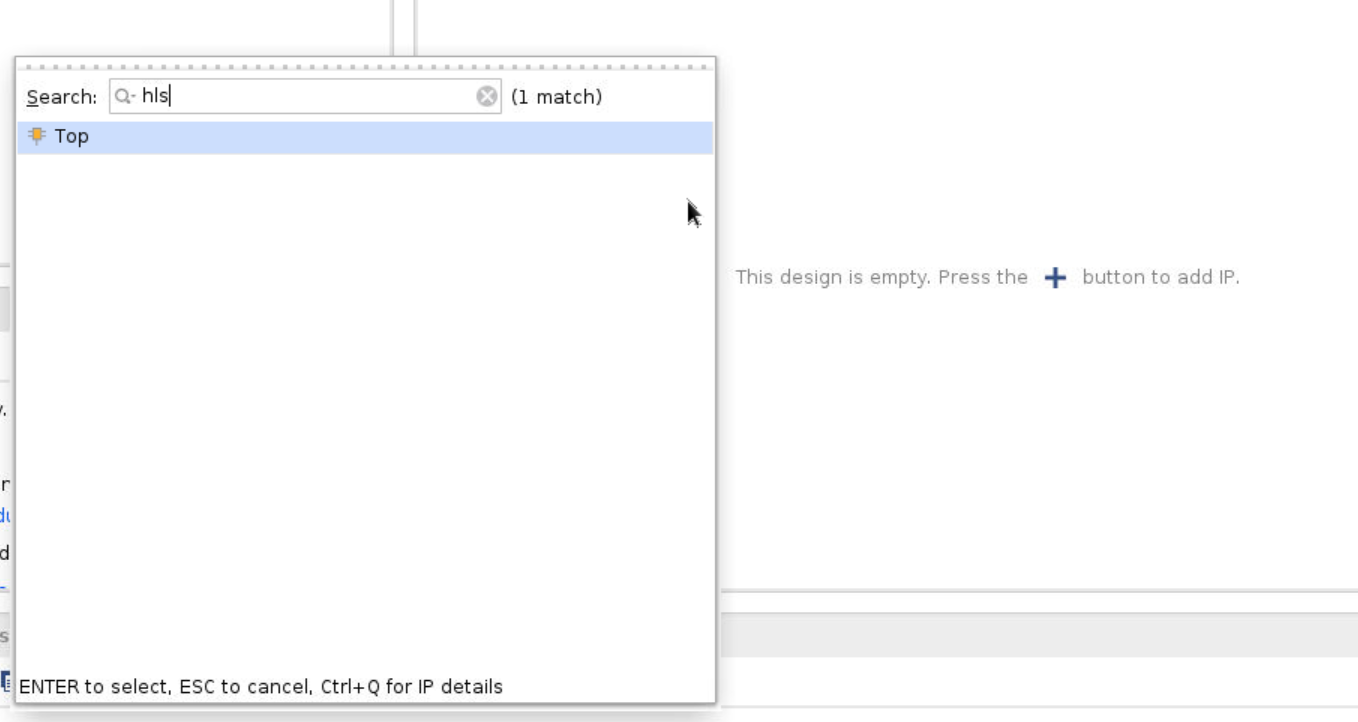 Search: hls (1 match)
Top
This design is empty. Press the button to add IP.
ENTER to select, ESC to cancel, Ctrl+Q for IP details